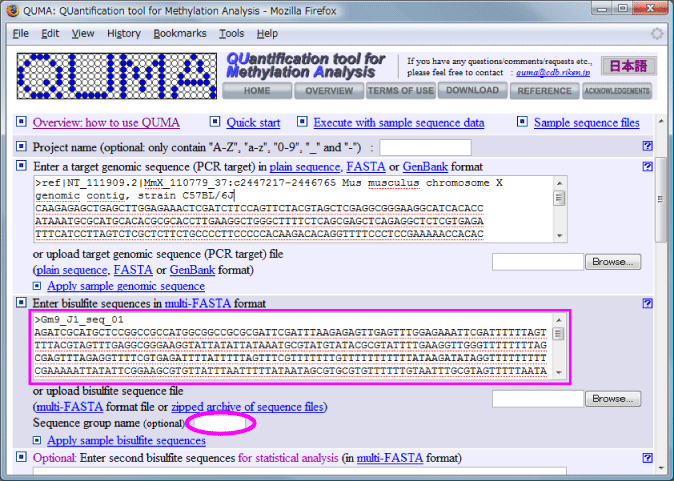 QUMA: QUantification tool for Methylation Analysis - Mozilla Firefox
File Edit View History Bookmarks Tools Help
QUMA
QUantification tool for
Methylation Analysis
If you have any questions/comments/requests etc.,
please feel free to contact : quma@cdb.riken.jp
日本語
HOME OVERVIEW TERMS OF USE DOWNLOAD REFERENCE ACKNOWLEDGEMENTS
Overview: how to use QUMA Quick start Execute with sample sequence data Sample sequence files
Project name (optional: only contain "A-Z", "a-z", "0-9", "_" and "-") :
Enter a target genomic sequence (PCR target) in plain sequence, FASTA or GenBank format
>ref|NT_111909.2|MmX_110779_37:c2447217-2446765 Mus musculus chromosome X
genomic contig, strain C57BL/6J
CAAGAGAGCTGAGCTTGGAGAAACTCGATCTTCCAGTTCTACGTAGCTCGAGGCGGGAAGGCATCACACC
ATAAATGCGCATGCACACGCGCACCTTGAAGGCTGGGCTTTTCTCAGCGAGCTCAGAGGCTCTCGTGAGA
TTTCATCCTTAGTCTCGCTCTTCTGCCCCTTCCCCCACAAGACACAGGTTTTCCCTCCGAAAAACCACAC
or upload target genomic sequence (PCR target) file
(plain sequence, FASTA or GenBank format)
Browse...
Apply sample genomic sequence
Enter bisulfite sequences in multi-FASTA format
>Gm9_J1_seq_01
AGATCGCATGCTCCGGCCGCCATGGCGGCCGCGCGATTCGATTTAAGAGAGTTGAGTTTGGAGAAATTCGATTTTTTAGT
TTTACGTAGTTTGAGGCGGGAAGGTATTATATTATAAATGCGTATGTATACGCGTATTTTGAAGGTTGGGTTTTTTTTAG
CGAGTTTAGAGGTTTTCGTGAGATTTTATTTTTAGTTTCGTTTTTTTGTTTTTTTTTTATAAGATATAGGTTTTTTTTTT
CGAAAAATTATATTCGGAAGCGTGTTATTTAATTTTTATAATAGCGTGCGTGTTTTTTGTAATTTGCGTAGTTTTTAATA
or upload bisulfite sequence file
(multi-FASTA format file or zipped archive of sequence files)
Browse...
Sequence group name (optional)
Apply sample bisulfite sequences
Optional: Enter second bisulfite sequences for statistical analysis (in multi-FASTA format)